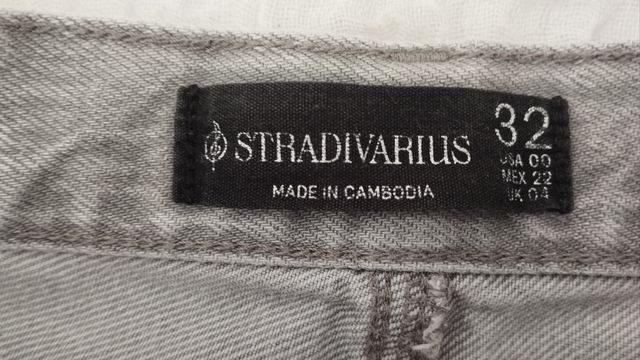 STRADIVARIUS
MADE IN CAMBODIA
32
USA 00
MEX 22
UK 04